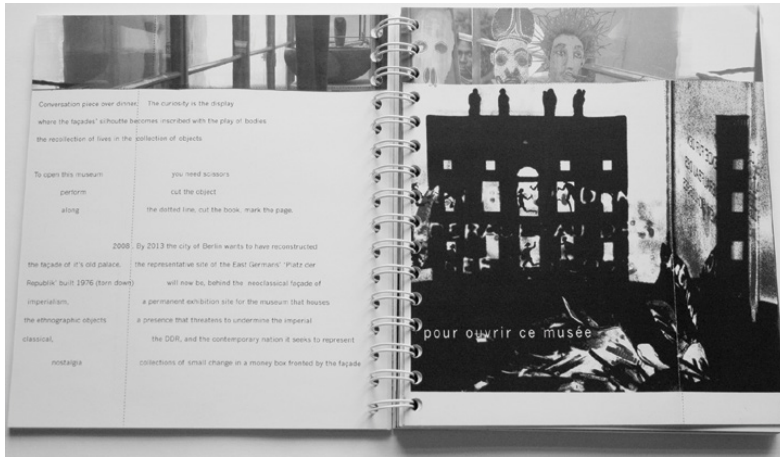 Conversation piece over dinner. The curiosity is the display
where the façades' silhoutte becomes inscribed with the play of bodies
the recollection of lives in the collection of objects
To open this museum you need scissors
perform cut the object
along the dotted line, cut the book, mark the page.
2008. By 2013 the city of Berlin wants to have reconstructed
the façade of it's old palace, the representative site of the East Germans' 'Platz der
Republik' built 1976 (torn down) will now be, behind the neoclassical façade of
imperialism, a permanent exhibition site for the museum that houses
the ethnographic objects a presence that threatens to undermine the imperial
classical, the DDR, and the contemporary nation it seeks to represent
nostalgia collections of small change in a money box fronted by the façade
pour ouvrir ce musée